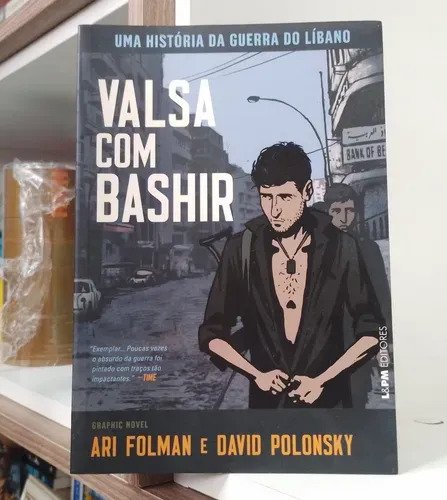 UMA HISTÓRIA DA GUERRA DO LÍBANO
VALSA
COM
BASHIR
BANK OF BE
"Exemplar... Poucas vezes
o absurdo da guerra foi
pintado com traços tão
impactantes." – TIME
L&PM EDITORES
GRAPHIC NOVEL
ARI FOLMAN E DAVID POLONSKY